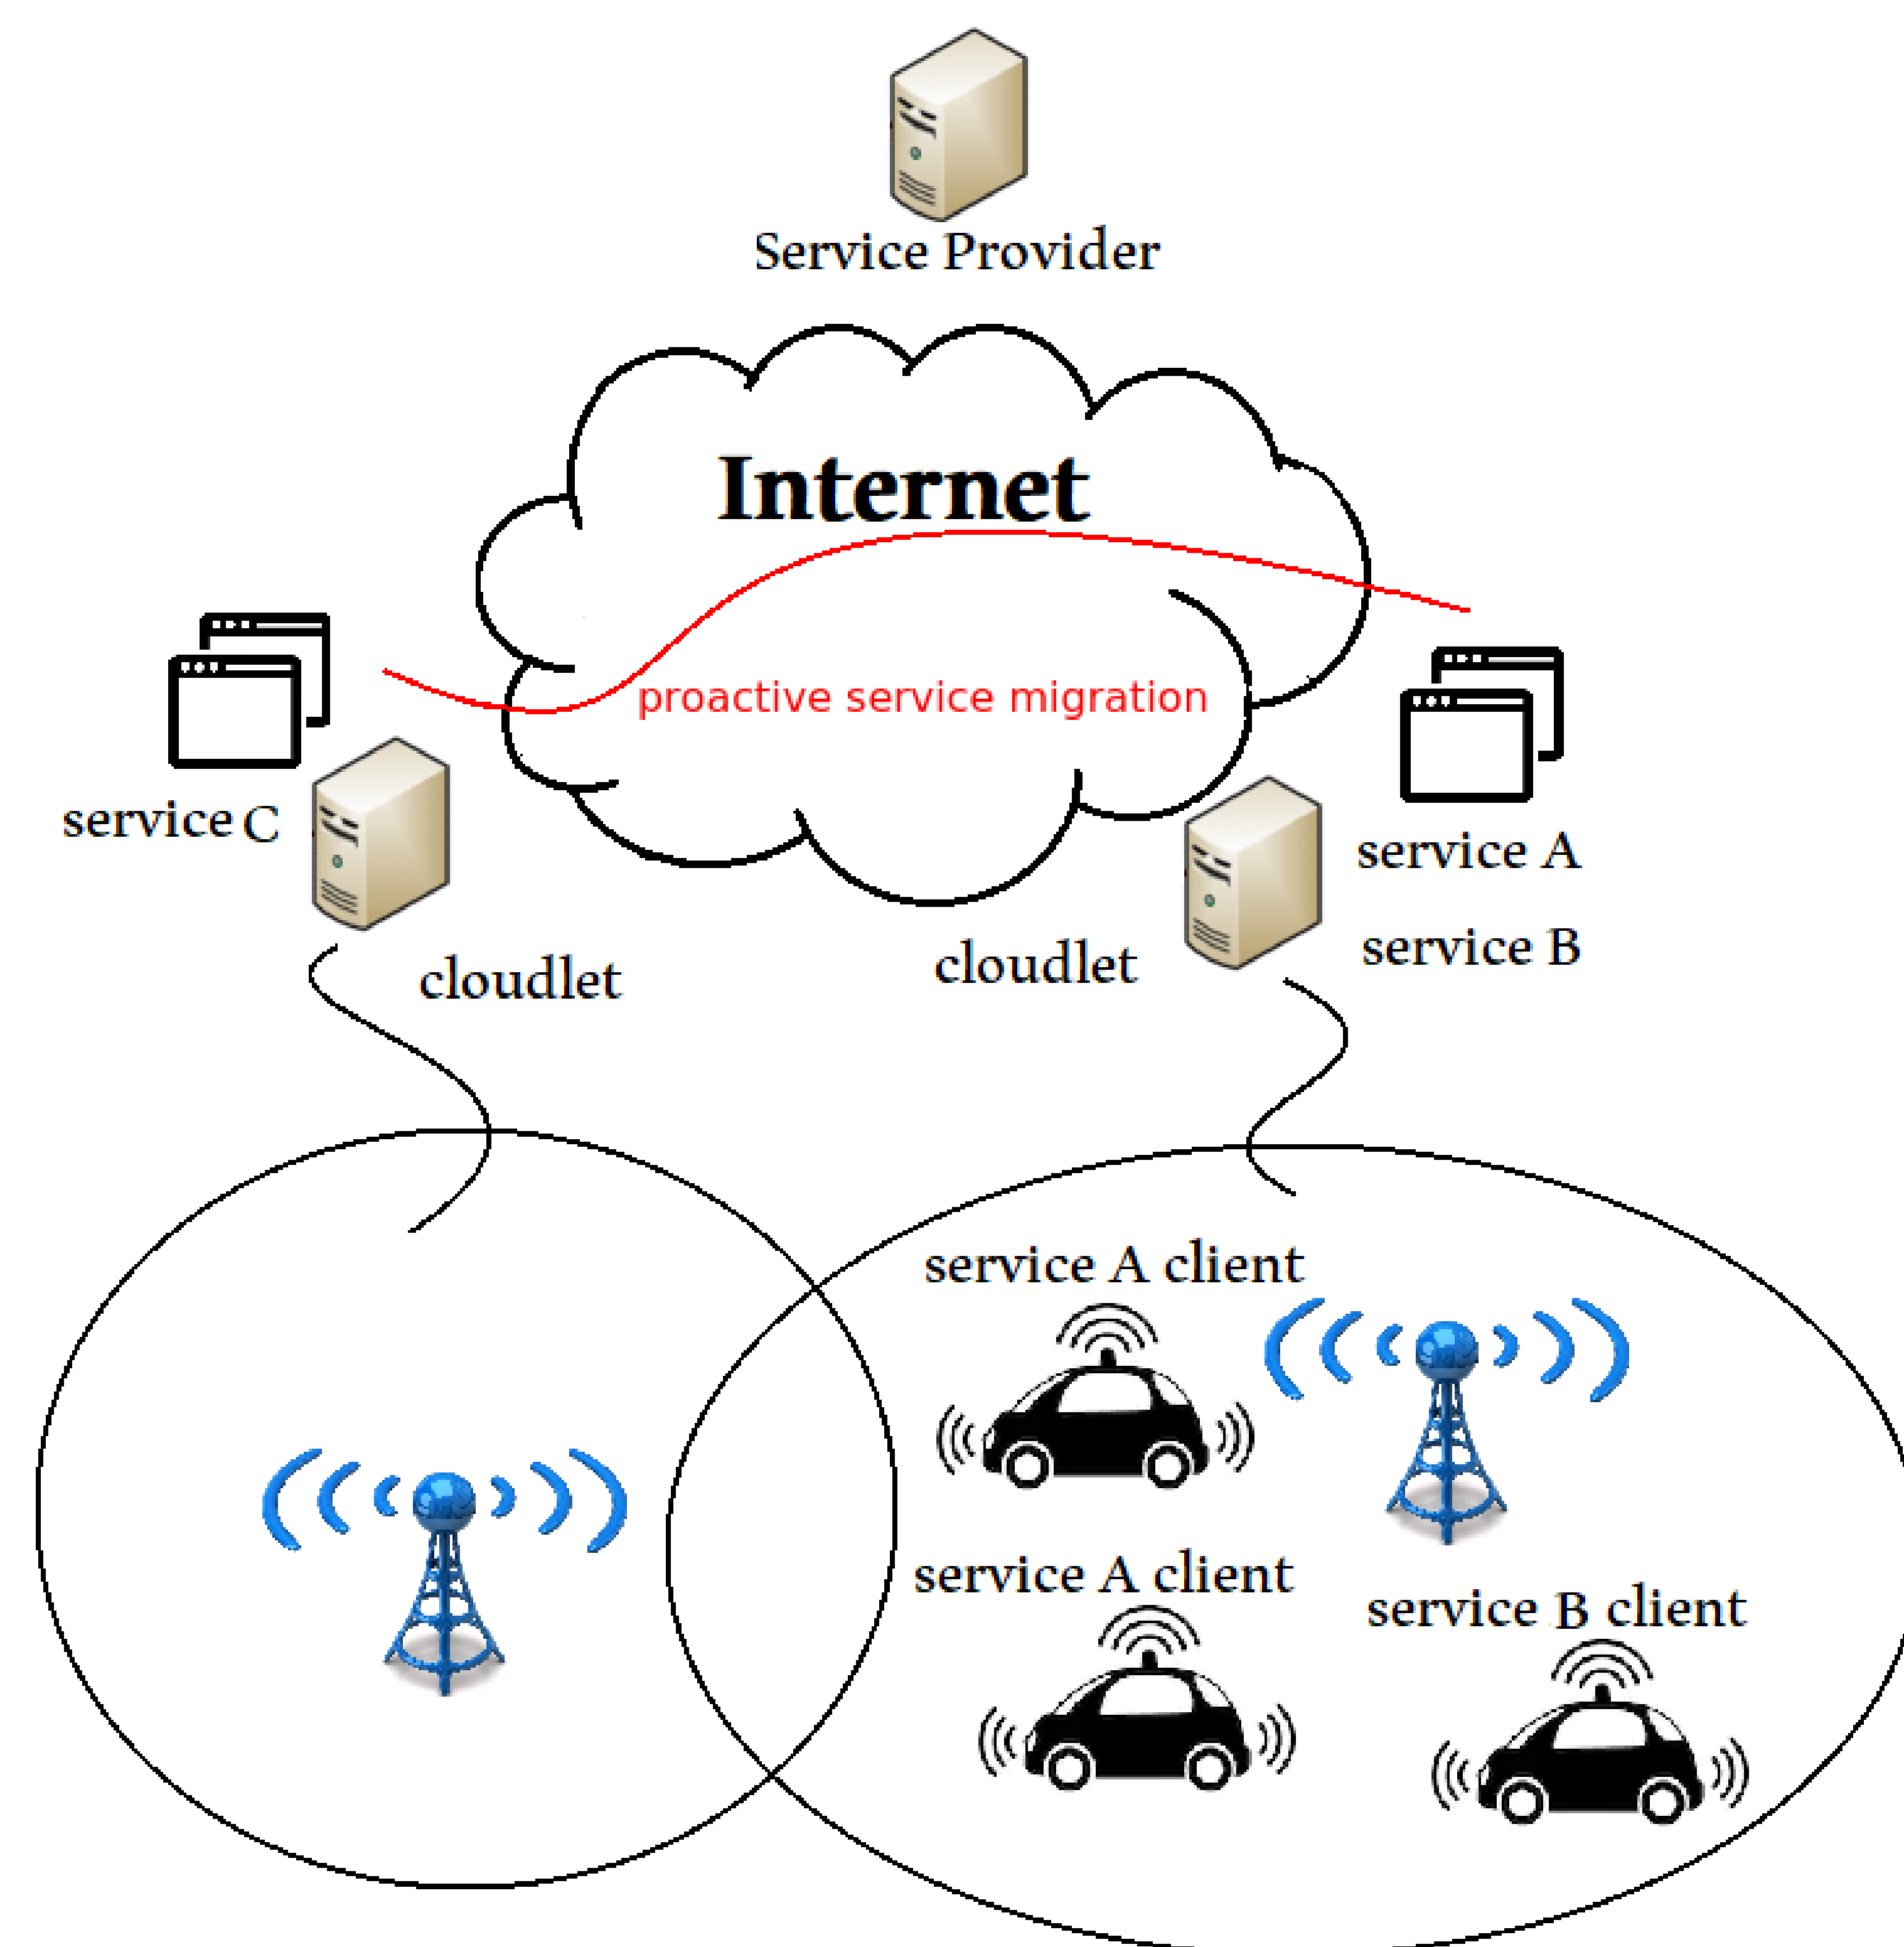 Service Provider
Internet
proactive service migration
service C
service A
service B
cloudlet
cloudlet
service A client
service A client
service B client